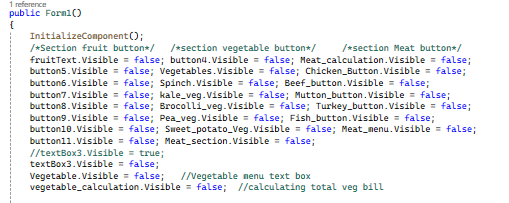 1 reference
public Form1()
{
InitializeComponent();
/*Section fruit button*/ /*section vegetable button*/ /*section Meat button*/
fruitText.Visible = false; button4.Visible = false; Meat_calculation.Visible = false;
button5.Visible = false; Vegetables.Visible = false; Chicken_Button.Visible = false;
button6.Visible = false; Spinch.Visible = false; Beef_button.Visible = false;
button7.Visible = false; kale_veg.Visible = false; Mutton_button.Visible = false;
button8.Visible = false; Brocolli_veg.Visible = false; Turkey_button.Visible = false;
button9.Visible = false; Pea_veg.Visible = false; Fish_button.Visible = false;
button10.Visible = false; Sweet_potato_Veg.Visible = false; Meat_menu.Visible = false;
button11.Visible = false; Meat_section.Visible = false;
//textBox3.Visible = true;
textBox3.Visible = false;
Vegetable.Visible = false; //Vegetable menu text box
vegetable_calculation.Visible = false; //calculating total veg bill